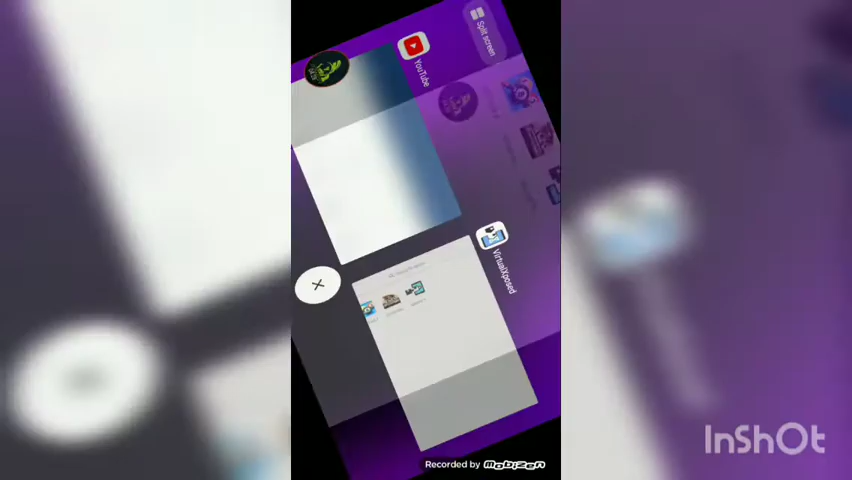 Split screen
YouTube
VirtualXposed
Recorded by mobizen
InShOt